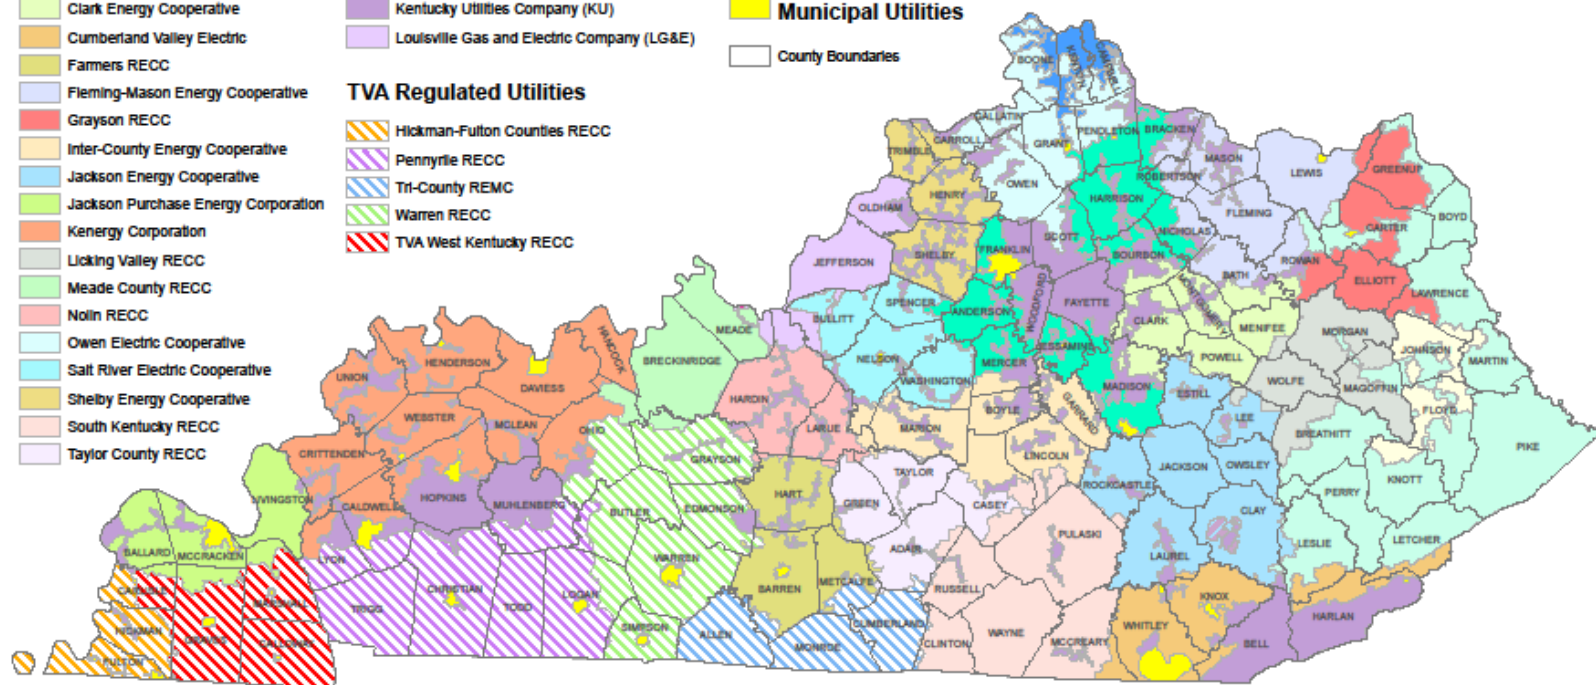 Clark Energy Cooperative
Cumberland Valley Electric
Farmers RECC
Fleming-Mason Energy Cooperative
Grayson RECC
Inter-County Energy Cooperative
Jackson Energy Cooperative
Jackson Purchase Energy Corporation
Kenergy Corporation
Licking Valley RECC
Meade County RECC
Nolin RECC
Owen Electric Cooperative
Salt River Electric Cooperative
Shelby Energy Cooperative
South Kentucky RECC
Taylor County RECC
Kentucky Utilities Company (KU)
Louisville Gas and Electric Company (LG&E)
TVA Regulated Utilities
Hickman-Fulton Counties RECC
Pennyrile RECC
Tri-County REMC
Warren RECC
TVA West Kentucky RECC
Municipal Utilities
County Boundaries
BOONE
KENTON
CAMPBELL
GALLATIN
CARROLL
GRANT
PENDLETON
BRACKEN
TRIMBLE
MASON
ROBERTSON
LEWIS
GREENUP
OWEN
HENRY
HARRISON
FLEMING
BOYD
CARTER
OLDHAM
NICHOLAS
SCOTT
FRANKLIN
SHELBY
BOURBON
JEFFERSON
ROWAN
BATH
ELLIOTT
LAWRENCE
MONTGOMERY
WOODFORD
FAYETTE
SPENCER
ANDERSON
BULLITT
CLARK
MENIFEE
MORGAN
MEADE
HANCOCK
JESSAMINE
JOHNSON
MARTIN
BRECKINRIDGE
NELSON
MERCER
POWELL
HENDERSON
UNION
DAVIESS
WASHINGTON
MADISON
WOLFE
MAGOFFIN
ESTILL
HARDIN
GARRARD
BOYLE
FLOYD
WEBSTER
MCLEAN
OHIO
LARUE
MARION
LEE
BREATHITT
PIKE
CRITTENDEN
GRAYSON
LINCOLN
JACKSON
OWSLEY
TAYLOR
KNOTT
PERRY
LIVINGSTON
HOPKINS
MUHLENBERG
CALDWELL
BUTLER
EDMONSON
HART
GREEN
CASEY
ROCKCASTLE
CLAY
PULASKI
LESLIE
LETCHER
BALLARD
MCCRACKEN
LYON
WARREN
ADAIR
LAUREL
CARLISLE
MARSHALL
TRIGG
CHRISTIAN
TODD
LOGAN
BARREN
METCALFE
RUSSELL
KNOX
HARLAN
HICKMAN
GRAVES
CALLOWAY
SIMPSON
ALLEN
MONROE
CUMBERLAND
CLINTON
WAYNE
MCCREARY
WHITLEY
BELL
FULTON